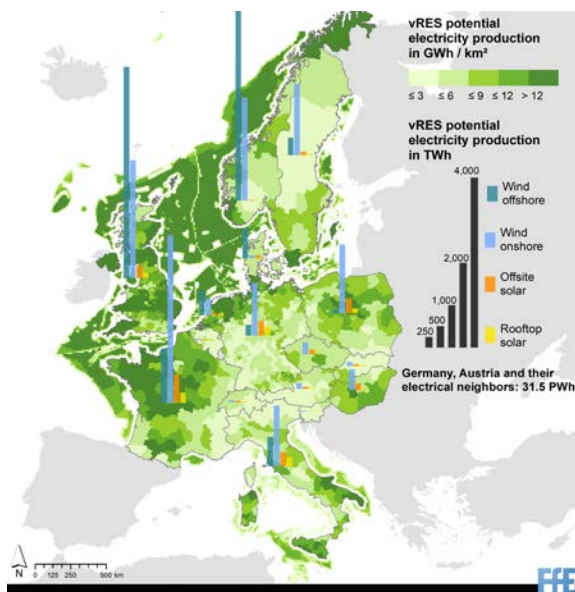 vRES potential
electricity production
in GWh / km²
≤ 3 ≤ 6 ≤ 9 ≤ 12 > 12
vRES potential
electricity production
in TWh
4,000
2,000
1,000
500
250
Wind
offshore
Wind
onshore
Offsite
solar
Rooftop
solar
Germany, Austria and their
electrical neighbors: 31.5 PWh
N
0 125 250 500 km
FfE